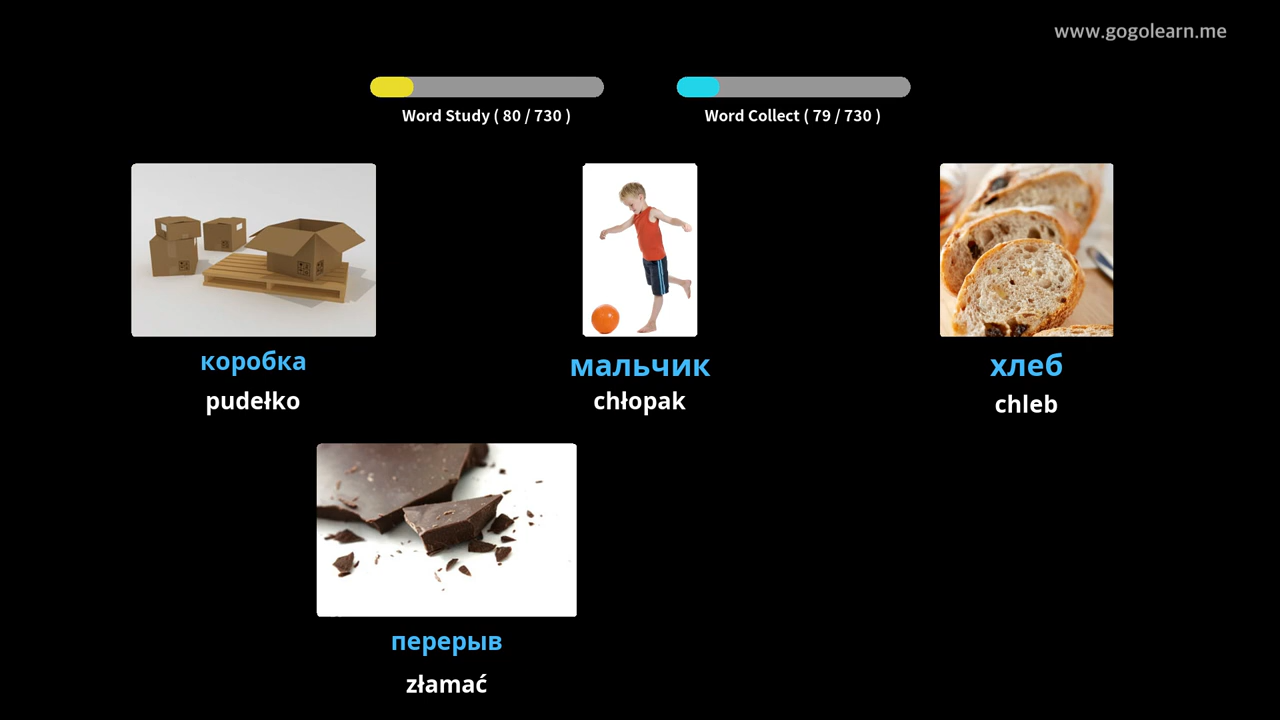 www.gogolearn.me
Word Study ( 80 / 730 )
Word Collect ( 79 / 730 )
коробка
pudełko
мальчик
chłopak
хлеб
chleb
перерыв
złamać